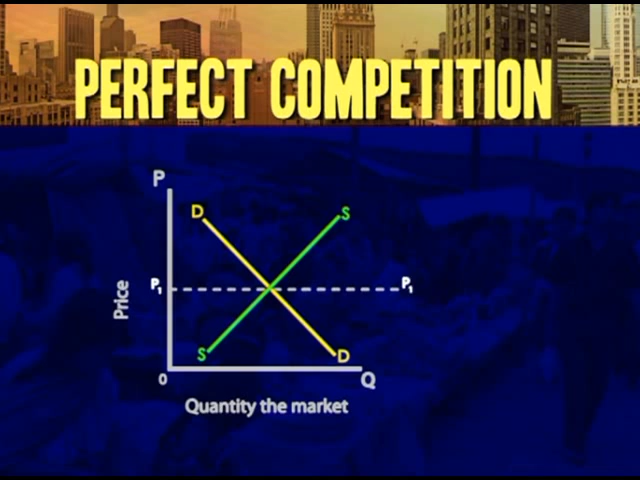 PERFECT COMPETITION
P
D
S
Price
P1
P1
S
D
0
Q
Quantity the market